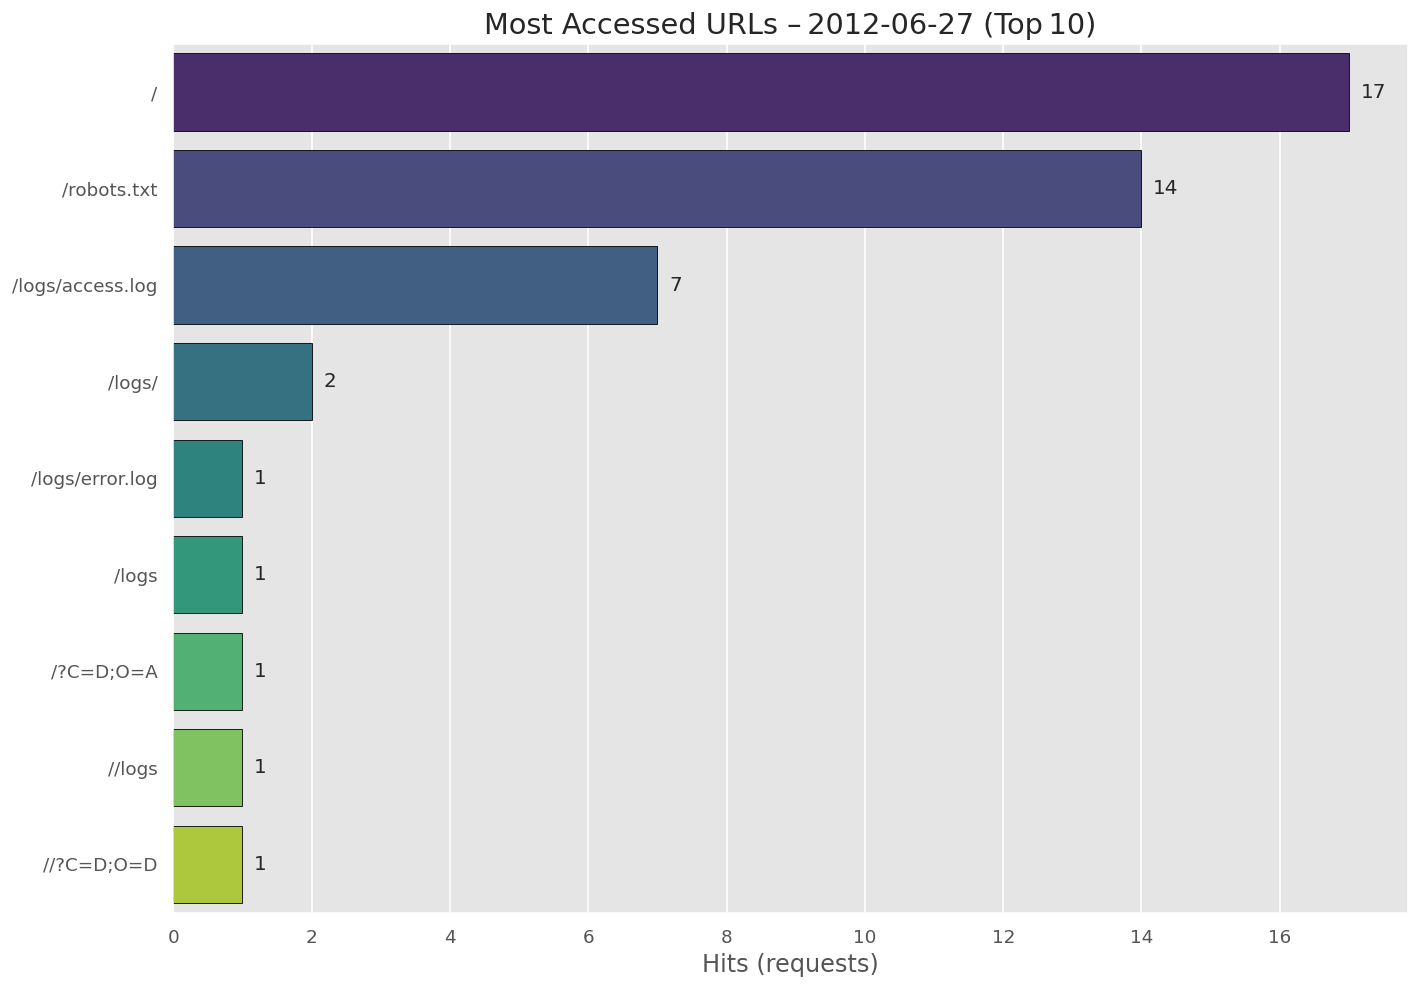 Most Accessed URLs – 2012-06-27 (Top 10)
/ 17
/robots.txt 14
/logs/access.log 7
/logs/ 2
/logs/error.log 1
/logs 1
/?C=D;O=A 1
//logs 1
//?C=D;O=D 1
0 2 4 6 8 10 12 14 16
Hits (requests)